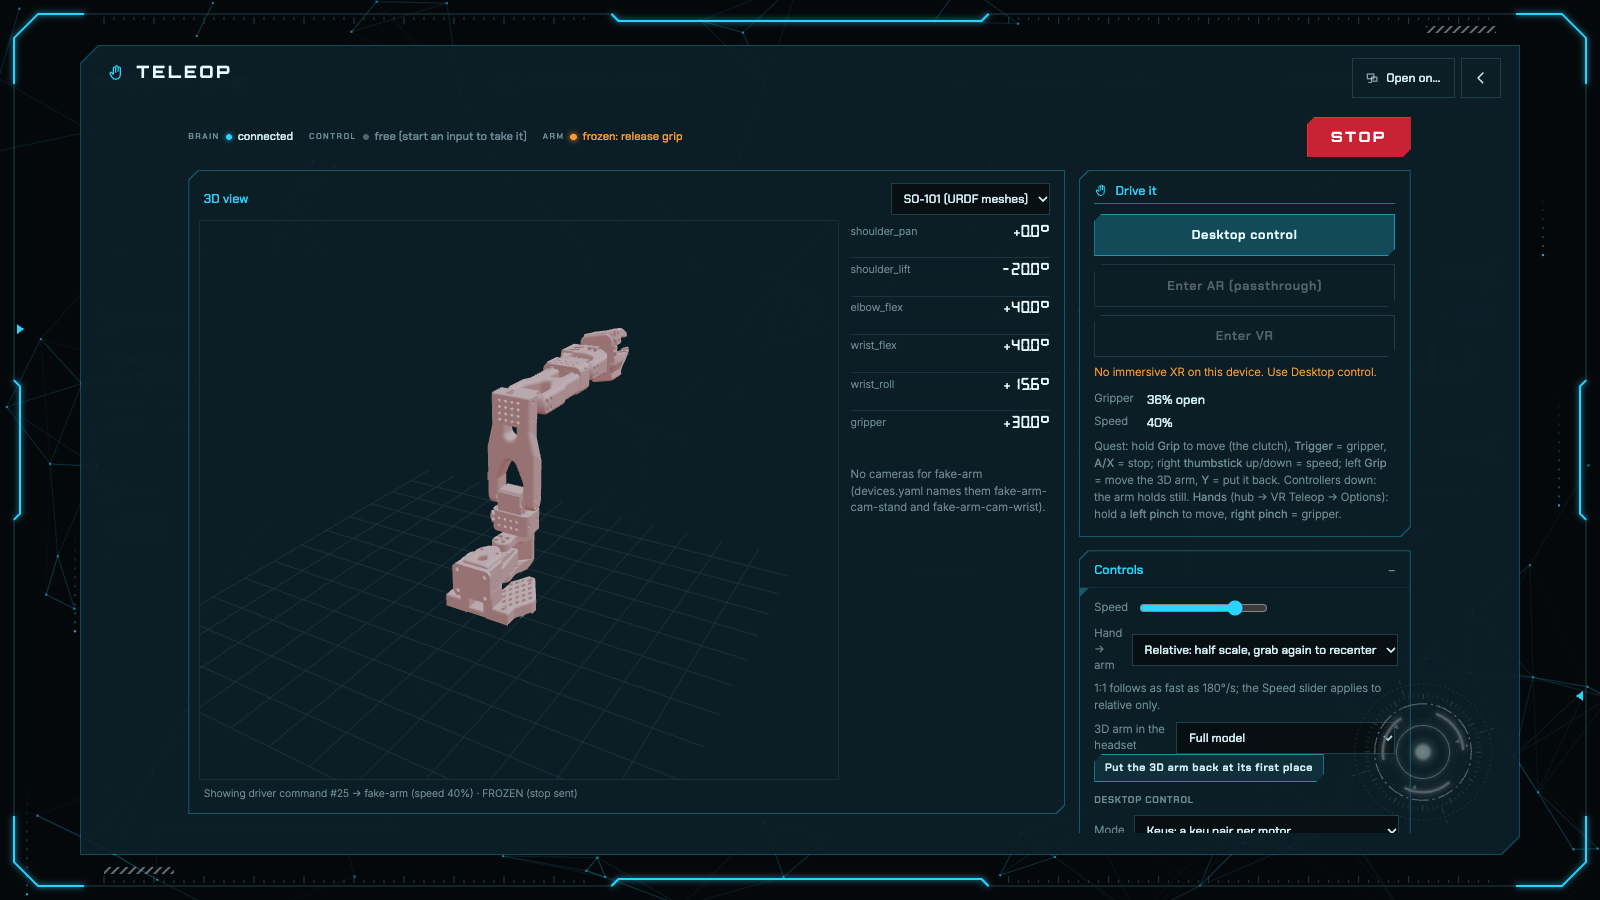 TELEOP
Open on...
BRAIN connected CONTROL free (start an input to take it) ARM frozen: release grip
STOP
3D view
SO-101 (URDF meshes)
shoulder_pan +0.0°
shoulder_lift -20.0°
elbow_flex +40.0°
wrist_flex +40.0°
wrist_roll + 15.6°
gripper +30.0°
No cameras for fake-arm
(devices.yaml names them fake-arm-
cam-stand and fake-arm-cam-wrist).
Showing driver command #25 → fake-arm (speed 40%) · FROZEN (stop sent)
Drive it
Desktop control
Enter AR (passthrough)
Enter VR
No immersive XR on this device. Use Desktop control.
Gripper 36% open
Speed 40%
Quest: hold Grip to move (the clutch), Trigger = gripper,
A/X = stop; right thumbstick up/down = speed; left Grip
= move the 3D arm, Y = put it back. Controllers down:
the arm holds still. Hands (hub → VR Teleop → Options):
hold a left pinch to move, right pinch = gripper.
Controls –
Speed
Hand
→
arm
Relative: half scale, grab again to recenter
1:1 follows as fast as 180°/s; the Speed slider applies to
relative only.
3D arm in the
headset
Full model
Put the 3D arm back at its first place
DESKTOP CONTROL
Mode Keys: a key pair per motor